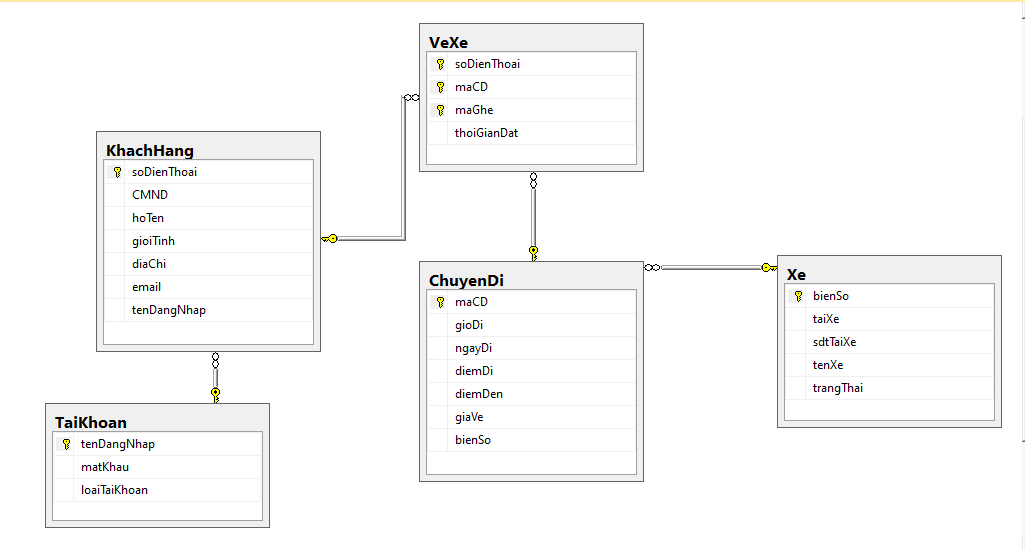 VeXe
soDienThoai
maCD
maGhe
thoiGianDat
KhachHang
soDienThoai
CMND
hoTen
gioiTinh
diaChi
email
tenDangNhap
ChuyenDi
maCD
gioDi
ngayDi
diemDi
diemDen
giaVe
bienSo
Xe
bienSo
taiXe
sdtTaiXe
tenXe
trangThai
TaiKhoan
tenDangNhap
matKhau
loaiTaiKhoan